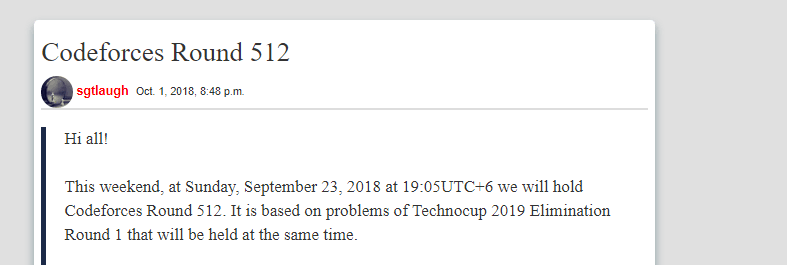 Codeforces Round 512
sgtlaugh Oct. 1, 2018, 8:48 p.m.
Hi all!
This weekend, at Sunday, September 23, 2018 at 19:05UTC+6 we will hold
Codeforces Round 512. It is based on problems of Technocup 2019 Elimination
Round 1 that will be held at the same time.